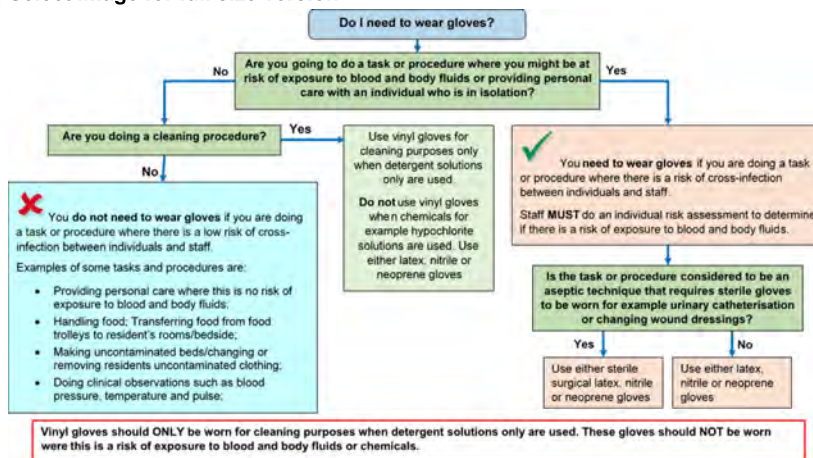 Do I need to wear gloves?
Are you going to do a task or procedure where you might be at
risk of exposure to blood and body fluids or providing personal
care with an individual who is in isolation?
No
Yes
Are you doing a cleaning procedure?
Yes
No
Use vinyl gloves for
cleaning purposes only
when detergent solutions
only are used.
Do not use vinyl gloves
when chemicals for
example hypochlorite
solutions are used. Use
either latex, nitrile or
neoprene gloves
You need to wear gloves if you are doing a task
or procedure where there is a risk of cross-infection
between individuals and staff.
Staff MUST do an individual risk assessment to determine
if there is a risk of exposure to blood and body fluids.
You do not need to wear gloves if you are doing
a task or procedure where there is a low risk of cross-
infection between individuals and staff.
Examples of some tasks and procedures are:
• Providing personal care where this is no risk of
exposure to blood and body fluids;
• Handling food; Transferring food from food
trolleys to resident's rooms/bedside;
• Making uncontaminated beds/changing or
removing residents uncontaminated clothing;
• Doing clinical observations such as blood
pressure, temperature and pulse;
Is the task or procedure considered to be an
aseptic technique that requires sterile gloves
to be worn for example urinary catheterisation
or changing wound dressings?
Yes
No
Use either sterile
surgical latex, nitrile
or neoprene gloves
Use either latex,
nitrile or neoprene
gloves
Vinyl gloves should ONLY be worn for cleaning purposes when detergent solutions only are used. These gloves should NOT be worn
were this is a risk of exposure to blood and body fluids or chemicals.